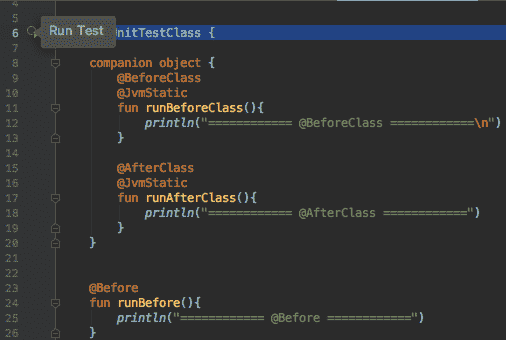 4
5
6 Run Test nitTestClass {
7
8 companion object {
9 @BeforeClass
10 @JvmStatic
11 fun runBeforeClass(){
12 println("============ @BeforeClass ============\n")
13 }
14
15 @AfterClass
16 @JvmStatic
17 fun runAfterClass(){
18 println("============ @AfterClass ============")
19 }
20 }
21
22
23 @Before
24 fun runBefore(){
25 println("============ @Before ============")
26 }